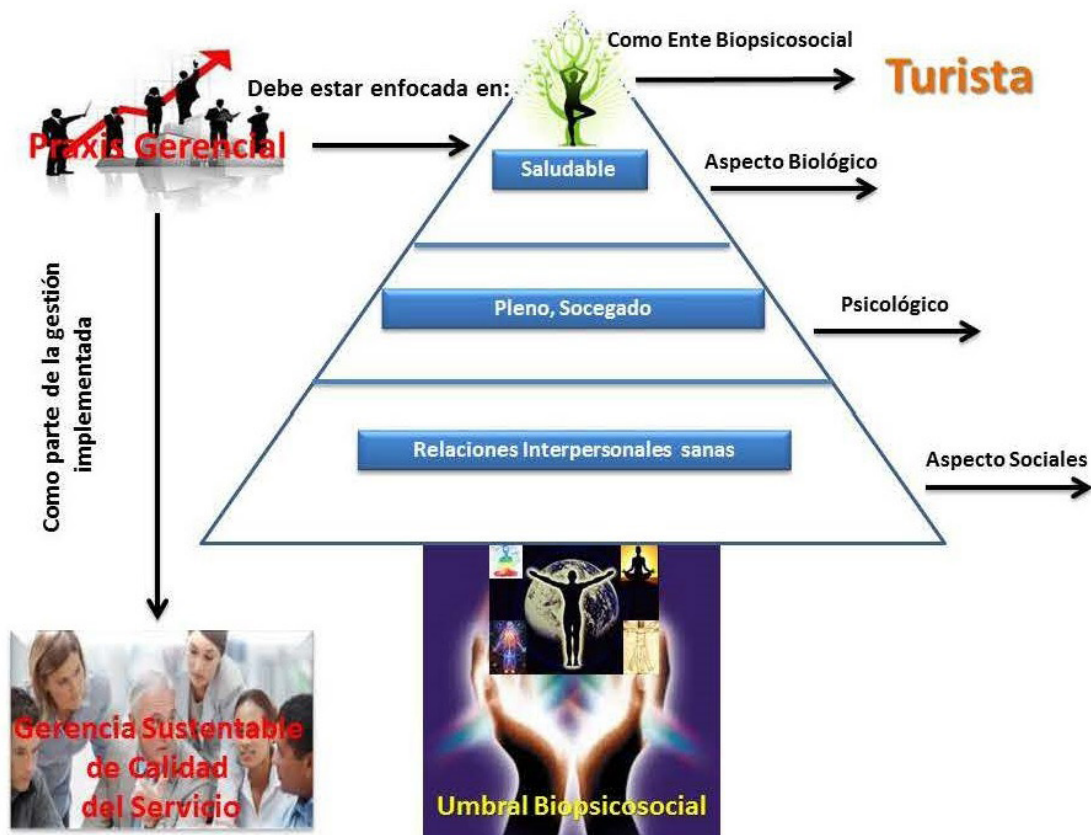 Como Ente Biopsicosocial
Turista
Debe estar enfocada en:
Praxis Gerencial
Saludable
Aspecto Biológico
Pleno, Socegado
Psicológico
Como parte de la gestión
implementada
Relaciones Interpersonales sanas
Aspecto Sociales
Gerencia Sustentable
de Calidad
del Servicio
Umbral Biopsicosocial